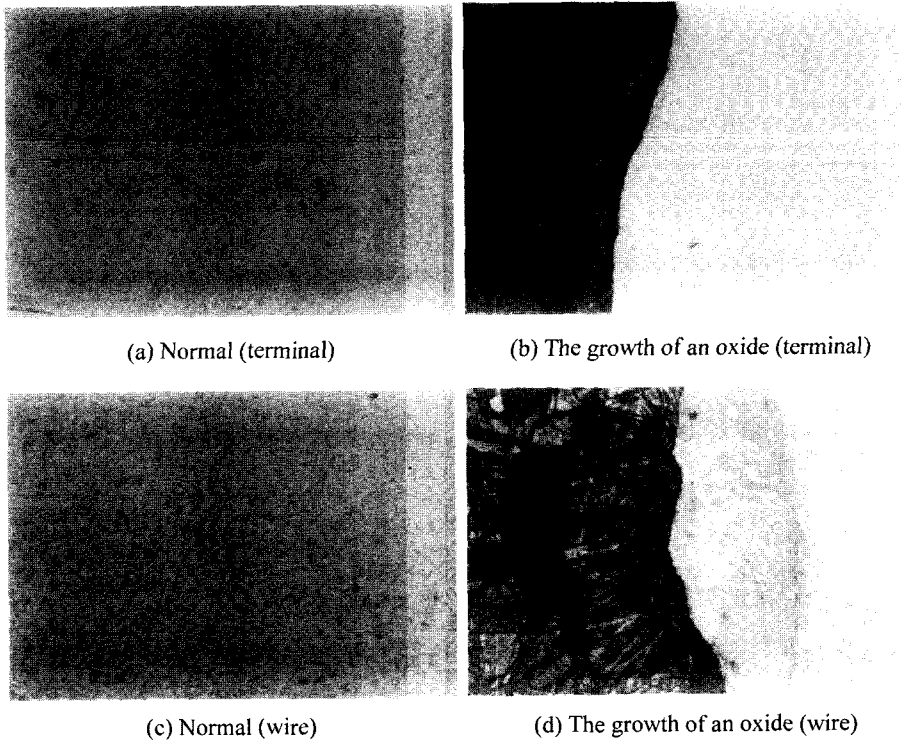 (a) Normal (terminal)
(b) The growth of an oxide (terminal)
(c) Normal (wire)
(d) The growth of an oxide (wire)